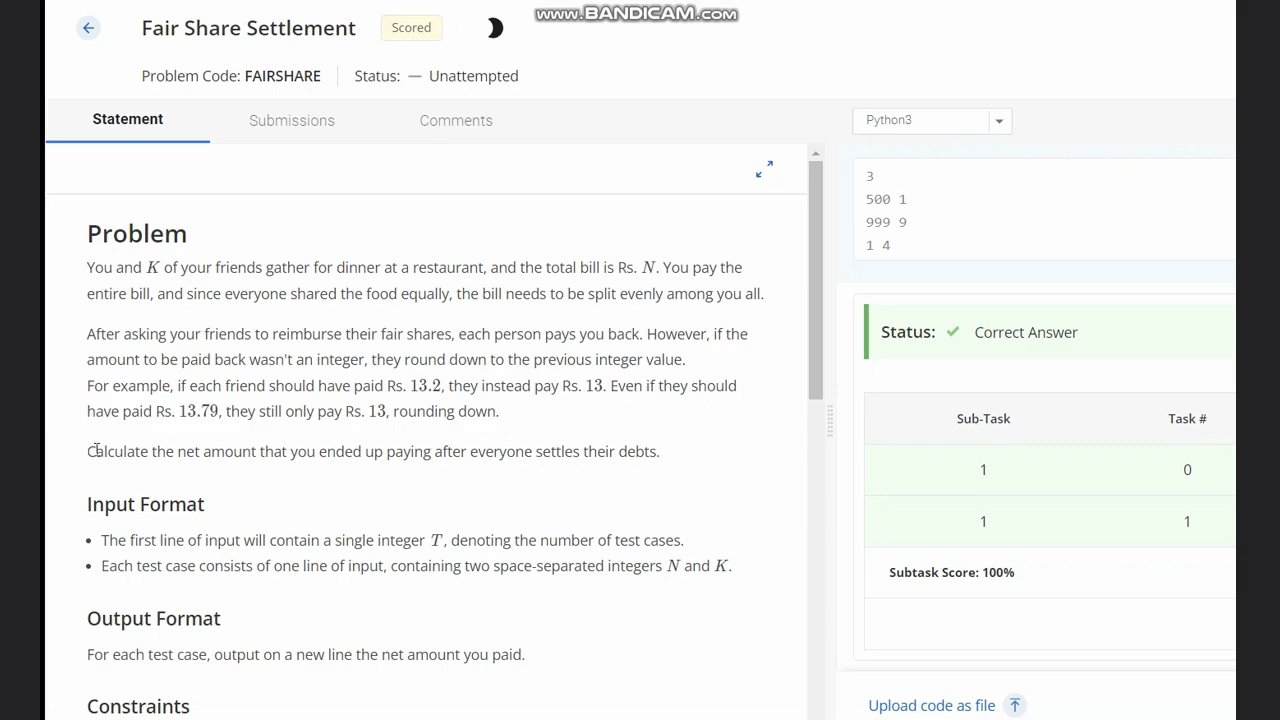 www.BANDICAM.com
Fair Share Settlement
Scored
Problem Code: FAIRSHARE
Status: — Unattempted
Statement
Submissions
Comments
Problem
You and K of your friends gather for dinner at a restaurant, and the total bill is Rs. N. You pay the
entire bill, and since everyone shared the food equally, the bill needs to be split evenly among you all.
After asking your friends to reimburse their fair shares, each person pays you back. However, if the
amount to be paid back wasn't an integer, they round down to the previous integer value.
For example, if each friend should have paid Rs. 13.2, they instead pay Rs. 13. Even if they should
have paid Rs. 13.79, they still only pay Rs. 13, rounding down.
Calculate the net amount that you ended up paying after everyone settles their debts.
Input Format
• The first line of input will contain a single integer T, denoting the number of test cases.
• Each test case consists of one line of input, containing two space-separated integers N and K.
Output Format
For each test case, output on a new line the net amount you paid.
Constraints
Python3
3
500 1
999 9
1 4
Status: ✓ Correct Answer
Sub-Task Task #
1 0
1 1
Subtask Score: 100%
Upload code as file